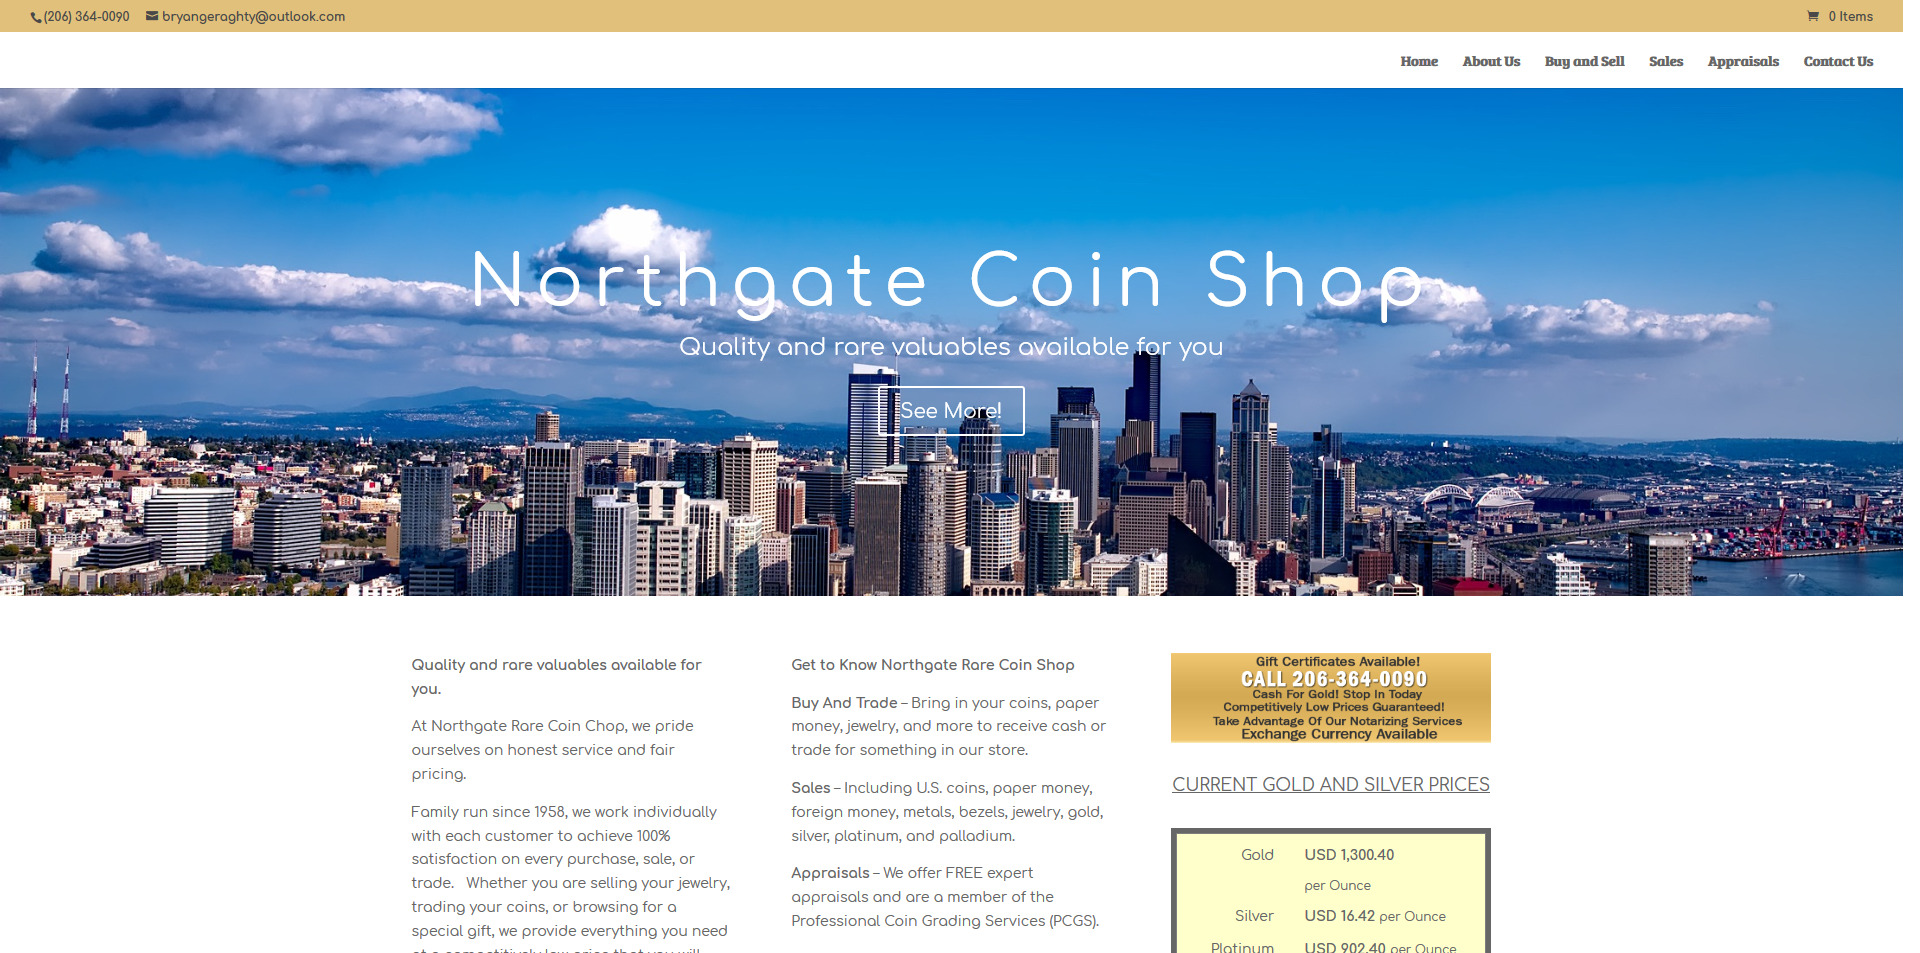 (206) 364-0090 bryangeraghty@outlook.com 0 Items
Home About Us Buy and Sell Sales Appraisals Contact Us
Northgate Coin Shop
Quality and rare valuables available for you
See More!
Quality and rare valuables available for
you.
At Northgate Rare Coin Chop, we pride
ourselves on honest service and fair
pricing.
Family run since 1958, we work individually
with each customer to achieve 100%
satisfaction on every purchase, sale, or
trade. Whether you are selling your jewelry,
trading your coins, or browsing for a
special gift, we provide everything you need
at a competitively low price that you will
Get to Know Northgate Rare Coin Shop
Buy And Trade – Bring in your coins, paper
money, jewelry, and more to receive cash or
trade for something in our store.
Sales – Including U.S. coins, paper money,
foreign money, metals, bezels, jewelry, gold,
silver, platinum, and palladium.
Appraisals – We offer FREE expert
appraisals and are a member of the
Professional Coin Grading Services (PCGS).
Gift Certificates Available!
CALL 206-364-0090
Cash For Gold! Stop In Today
Competitively Low Prices Guaranteed!
Take Advantage Of Our Notarizing Services
Exchange Currency Available
CURRENT GOLD AND SILVER PRICES
Gold USD 1,300.40
per Ounce
Silver USD 16.42 per Ounce
Platinum USD 902.40 per Ounce